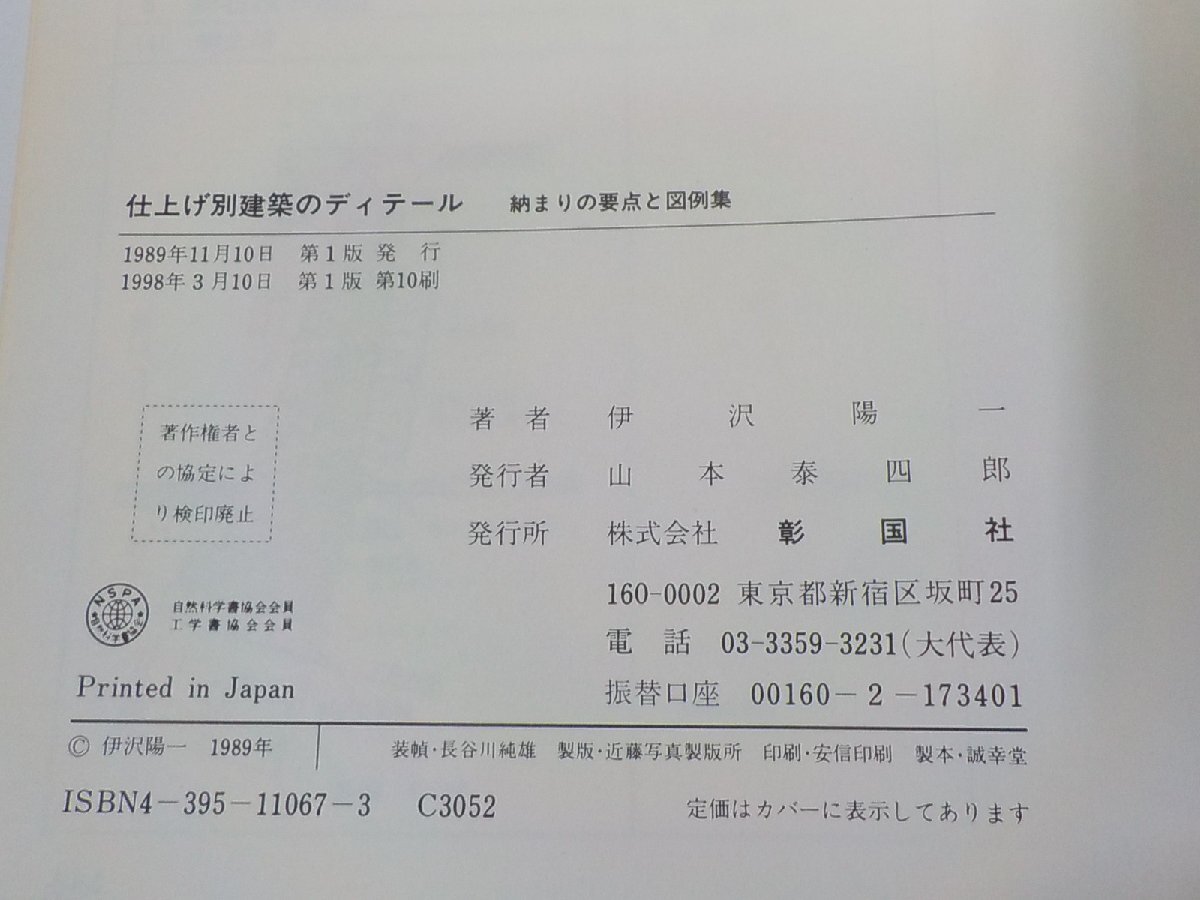 仕上げ別建築のディテール　納まりの要点と図例集
1989年11月10日　第1版 発　行
1998年 3 月10日　第1版 第10刷
著作権者と
の協定によ
り検印廃止
著　者　伊　沢　陽　一
発行者　山　本　泰　四　郎
発行所　株式会社　彰　国　社
160-0002 東京都新宿区坂町25
電　話　03-3359-3231(大代表)
振替口座　00160－2－173401
NSPA
自然科学書協会会員
工学書協会会員
Printed in Japan
© 伊沢陽一　1989年
装幀・長谷川純雄　製版・近藤写真製版所　印刷・安信印刷　製本・誠幸堂
ISBN4－395－11067－3　C3052
定価はカバーに表示してあります